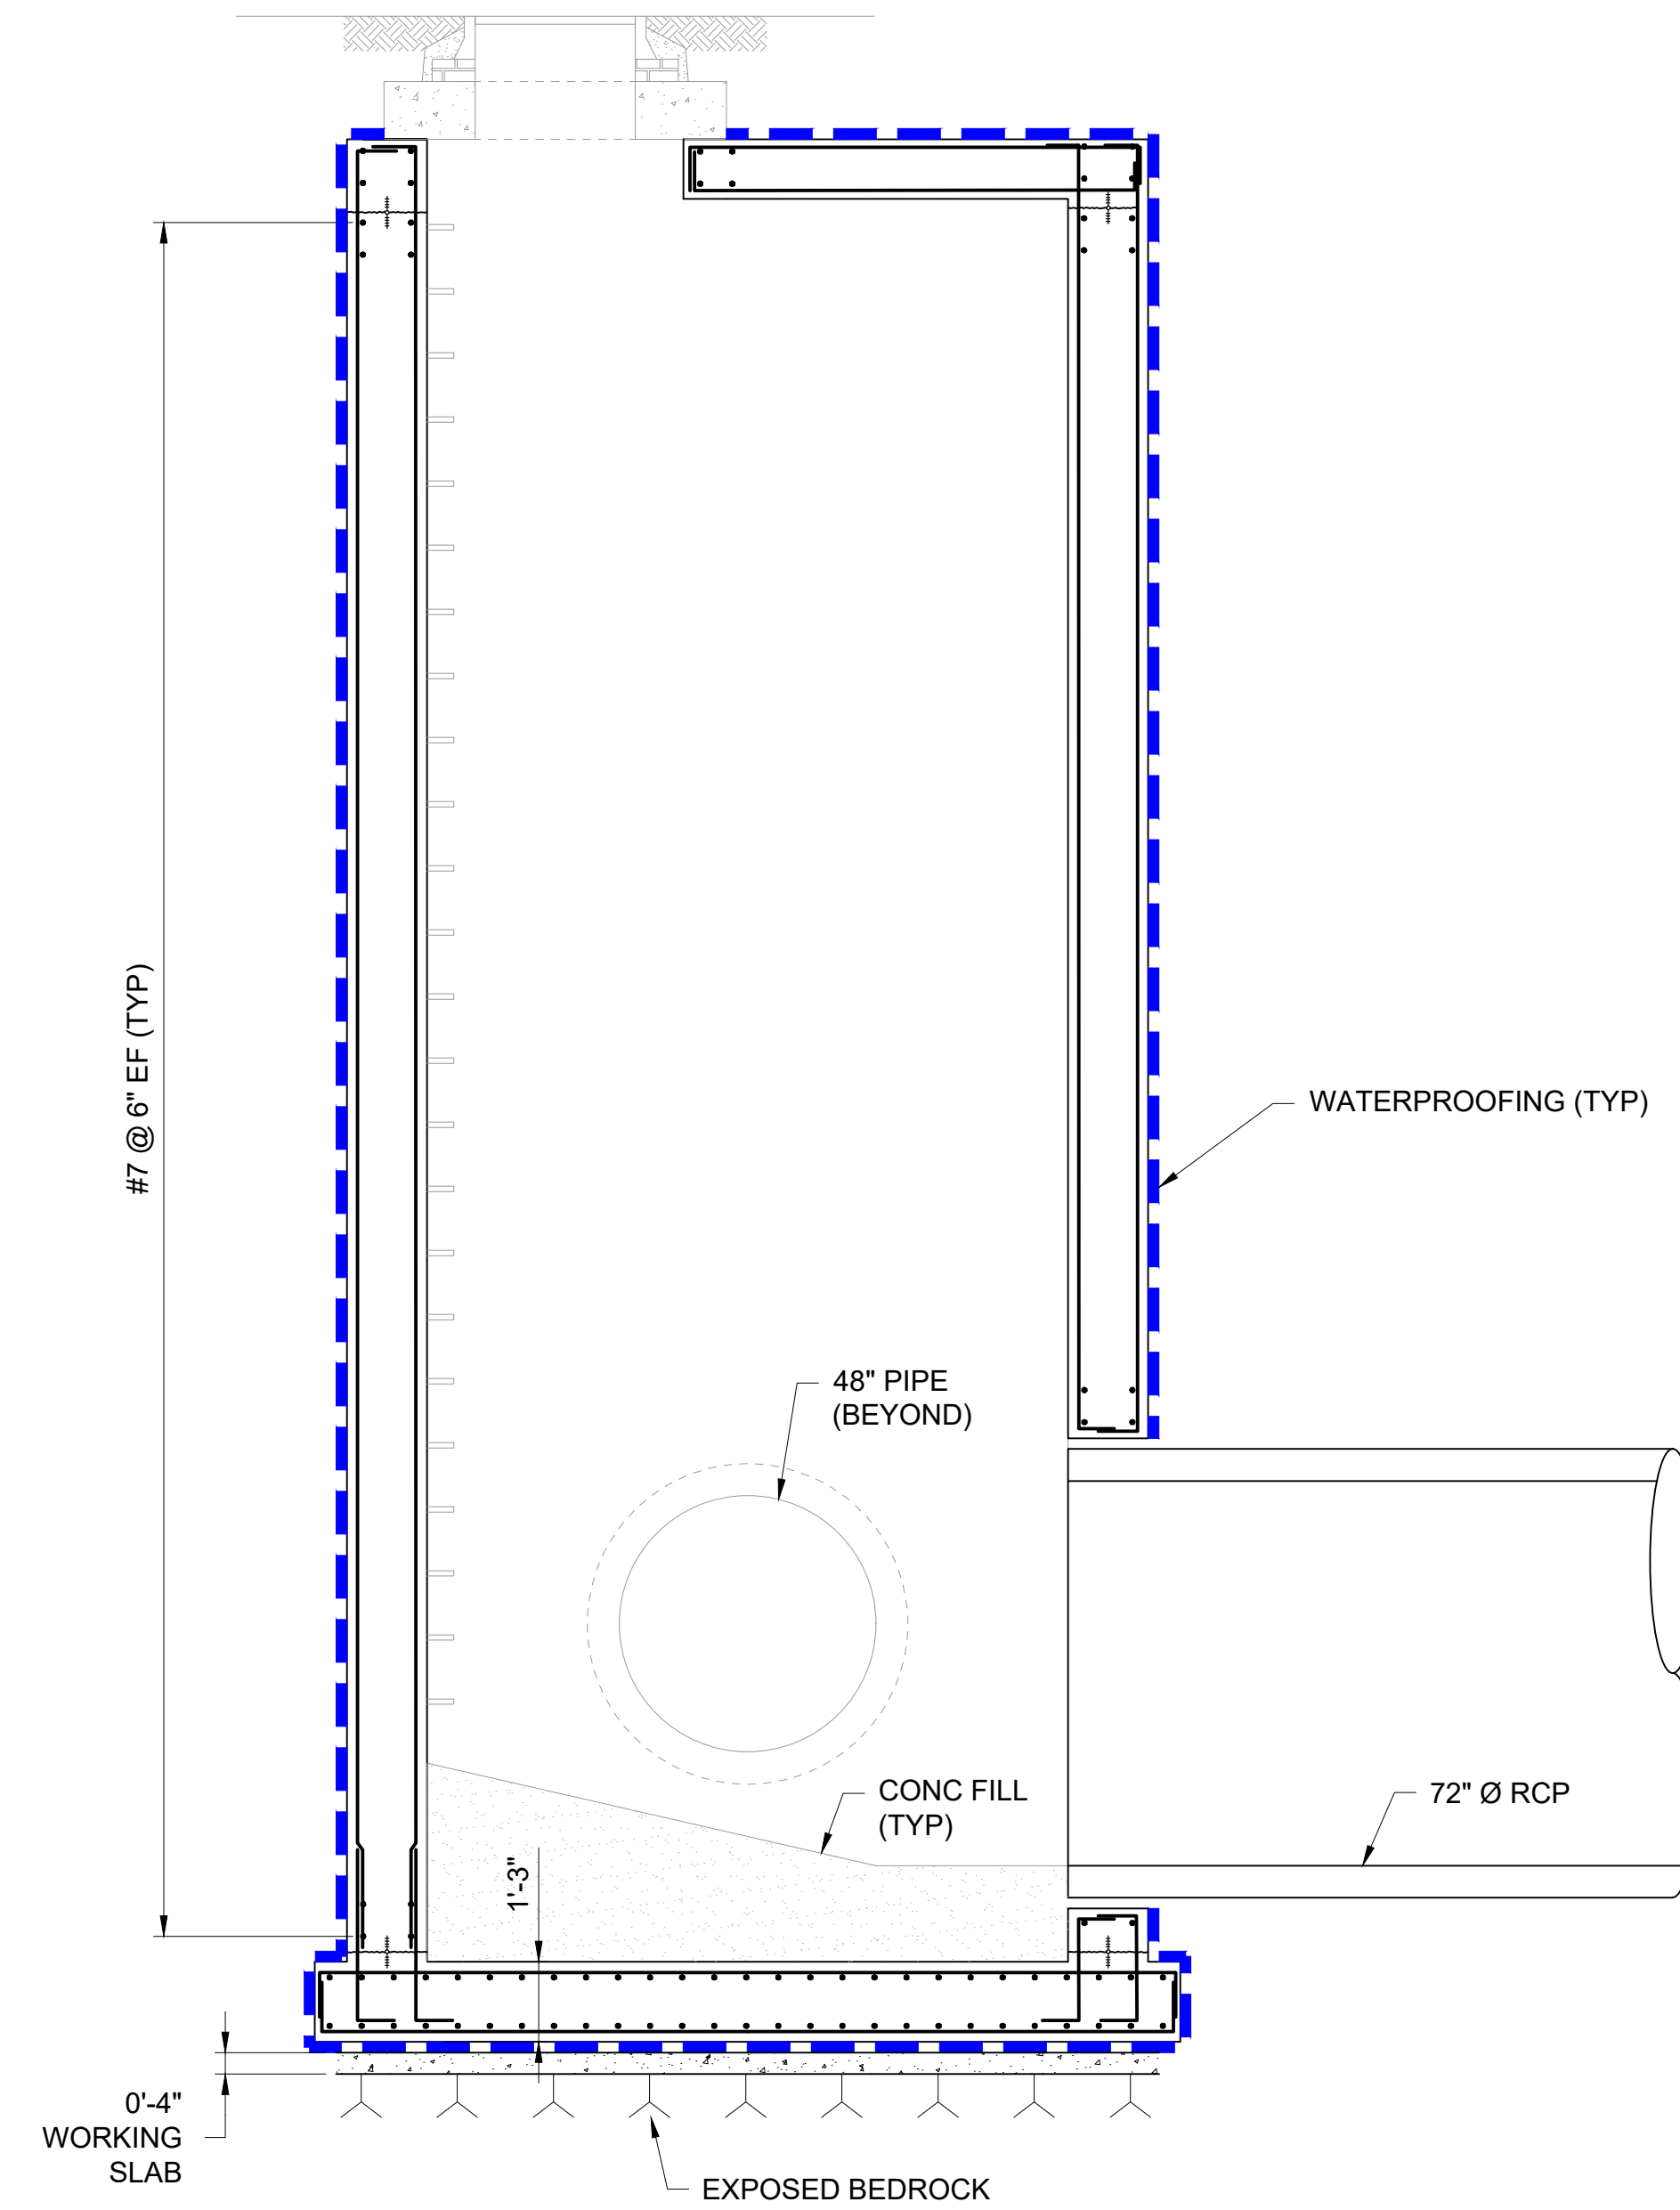 #7 @ 6" EF (TYP)
WATERPROOFING (TYP)
48" PIPE
(BEYOND)
CONC FILL
(TYP)
72" Ø RCP
1'-3"
0'-4"
WORKING
SLAB
EXPOSED BEDROCK